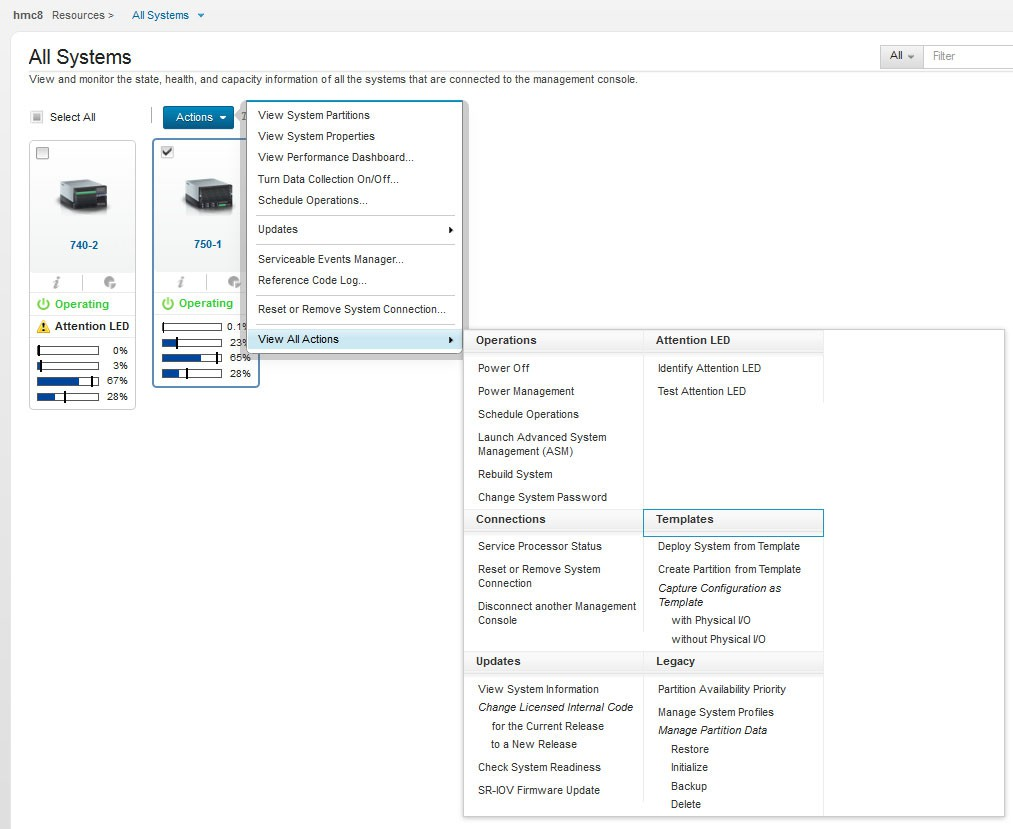 hmc8 Resources > All Systems
All Systems
All Filter
View and monitor the state, health, and capacity information of all the systems that are connected to the management console.
Select All
Actions
740-2
Operating
Attention LED
0%
3%
67%
28%
750-1
Operating
0.1%
23%
65%
28%
View System Partitions
View System Properties
View Performance Dashboard...
Turn Data Collection On/Off...
Schedule Operations...
Updates
Serviceable Events Manager...
Reference Code Log...
Reset or Remove System Connection...
View All Actions
Operations
Power Off
Power Management
Schedule Operations
Launch Advanced System
Management (ASM)
Rebuild System
Change System Password
Attention LED
Identify Attention LED
Test Attention LED
Connections
Service Processor Status
Reset or Remove System
Connection
Disconnect another Management
Console
Templates
Deploy System from Template
Create Partition from Template
Capture Configuration as
Template
with Physical I/O
without Physical I/O
Updates
View System Information
Change Licensed Internal Code
for the Current Release
to a New Release
Check System Readiness
SR-IOV Firmware Update
Legacy
Partition Availability Priority
Manage System Profiles
Manage Partition Data
Restore
Initialize
Backup
Delete